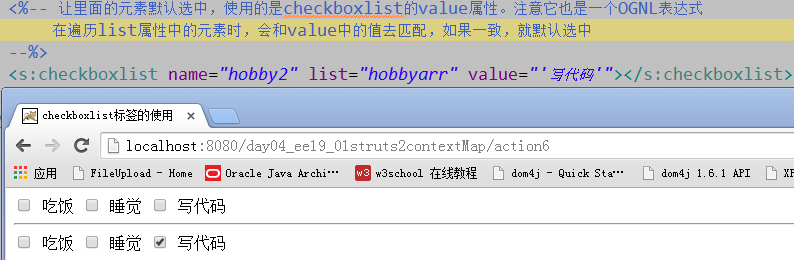 <%-- 让里面的元素默认选中，使用的是checkboxlist的value属性。注意它也是一个OGNL表达式
在遍历list属性中的元素时，会和value中的值去匹配，如果一致，就默认选中
--%>
<s:checkboxlist name="hobby2" list="hobbyarr" value="'写代码'"></s:checkboxlist>
checkboxlist标签的使用 ×
localhost:8080/day04_ee19_01struts2contextMap/action6
应用 FileUpload - Home Oracle Java Archi… w3school 在线教程 dom4j - Quick Sta… dom4j 1.6.1 API XP
吃饭 睡觉 写代码
吃饭 睡觉 写代码